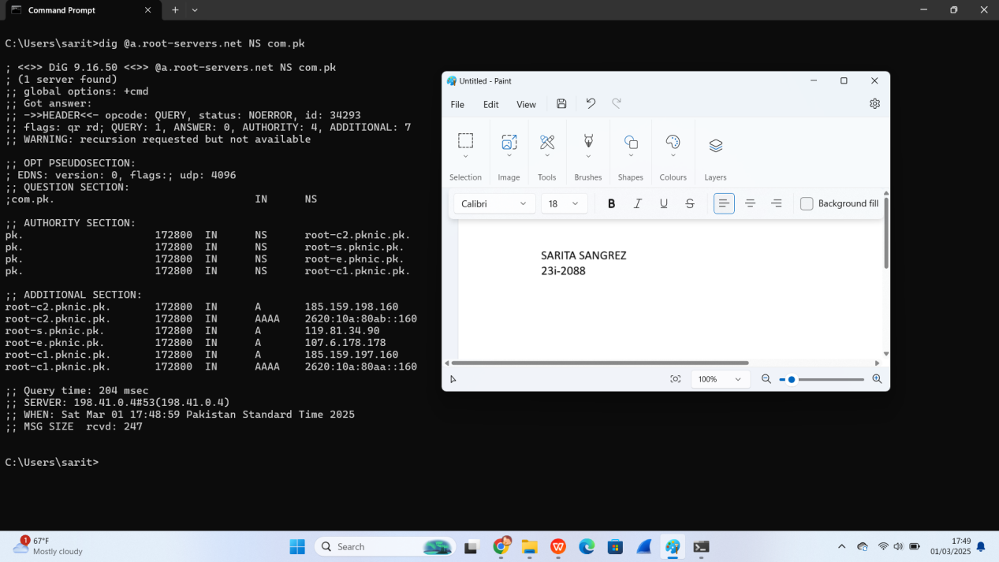 Command Prompt
C:\Users\sarit>dig @a.root-servers.net NS com.pk
; <<>> DiG 9.16.50 <<>> @a.root-servers.net NS com.pk
; (1 server found)
;; global options: +cmd
;; Got answer:
;; ->>HEADER<<- opcode: QUERY, status: NOERROR, id: 34293
;; flags: qr rd; QUERY: 1, ANSWER: 0, AUTHORITY: 4, ADDITIONAL: 7
;; WARNING: recursion requested but not available
;; OPT PSEUDOSECTION:
; EDNS: version: 0, flags:; udp: 4096
;; QUESTION SECTION:
;com.pk. IN NS
;; AUTHORITY SECTION:
pk. 172800 IN NS root-c2.pknic.pk.
pk. 172800 IN NS root-s.pknic.pk.
pk. 172800 IN NS root-e.pknic.pk.
pk. 172800 IN NS root-c1.pknic.pk.
;; ADDITIONAL SECTION:
root-c2.pknic.pk. 172800 IN A 185.159.198.160
root-c2.pknic.pk. 172800 IN AAAA 2620:10a:80ab::160
root-s.pknic.pk. 172800 IN A 119.81.34.90
root-e.pknic.pk. 172800 IN A 107.6.178.178
root-c1.pknic.pk. 172800 IN A 185.159.197.160
root-c1.pknic.pk. 172800 IN AAAA 2620:10a:80aa::160
;; Query time: 204 msec
;; SERVER: 198.41.0.4#53(198.41.0.4)
;; WHEN: Sat Mar 01 17:48:59 Pakistan Standard Time 2025
;; MSG SIZE rcvd: 247
C:\Users\sarit>
Untitled - Paint
File Edit View
Selection Image Tools Brushes Shapes Colours Layers
Calibri 18 B I U S Background fill
SARITA SANGREZ
23i-2088
100%
1 67°F
Mostly cloudy
Search
17:49
01/03/2025